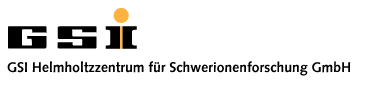 GSI
GSI Helmholtzzentrum für Schwerionenforschung GmbH